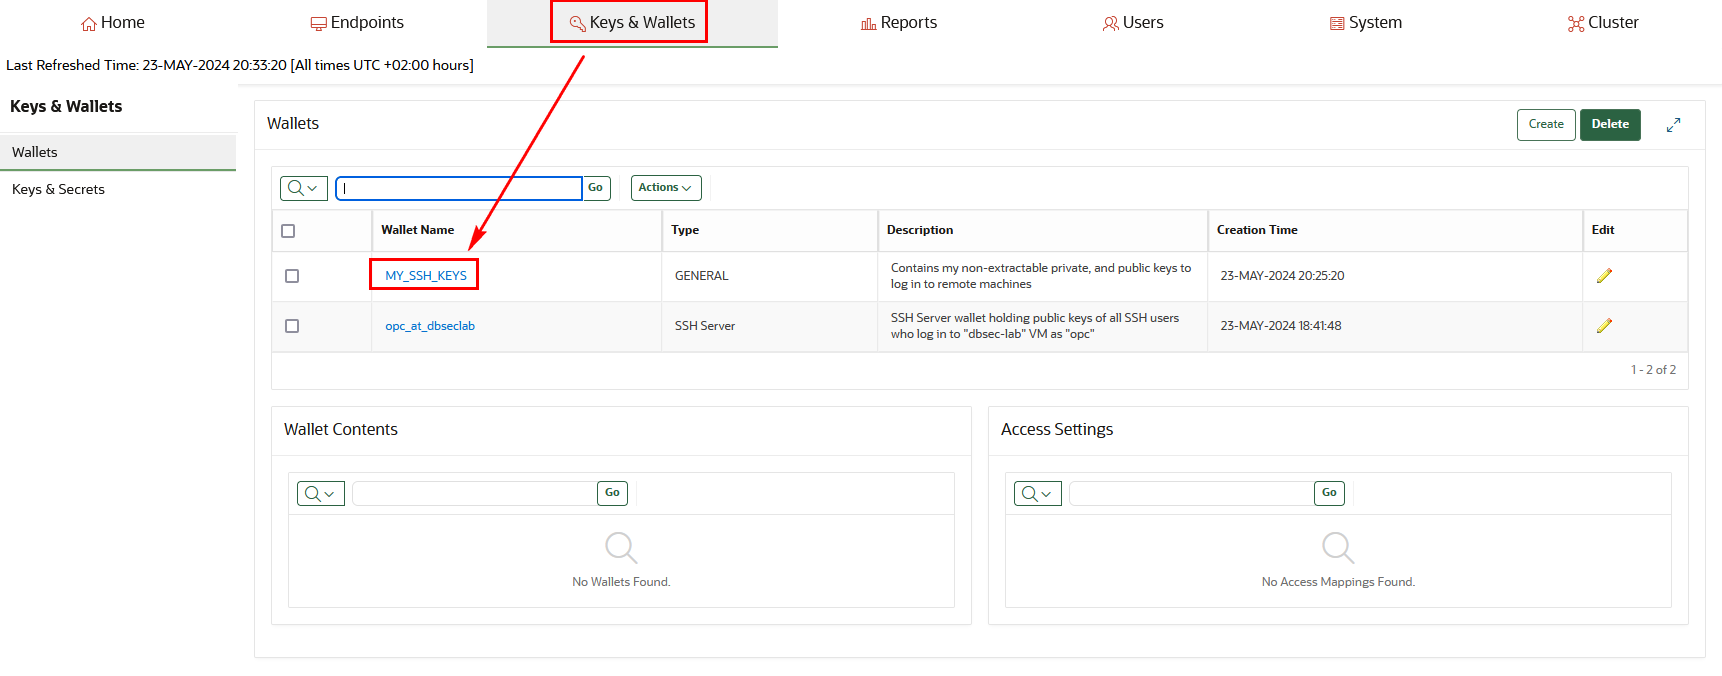 Home Endpoints Keys & Wallets Reports Users System Cluster
Last Refreshed Time: 23-MAY-2024 20:33:20 [All times UTC +02:00 hours]
Keys & Wallets
Wallets
Keys & Secrets
Wallets
Create Delete
Go Actions
Wallet Name Type Description Creation Time Edit
MY_SSH_KEYS GENERAL Contains my non-extractable private, and public keys to
log in to remote machines 23-MAY-2024 20:25:20
opc_at_dbseclab SSH Server SSH Server wallet holding public keys of all SSH users
who log in to "dbsec-lab" VM as "opc" 23-MAY-2024 18:41:48
1 - 2 of 2
Wallet Contents
Go
No Wallets Found.
Access Settings
Go
No Access Mappings Found.